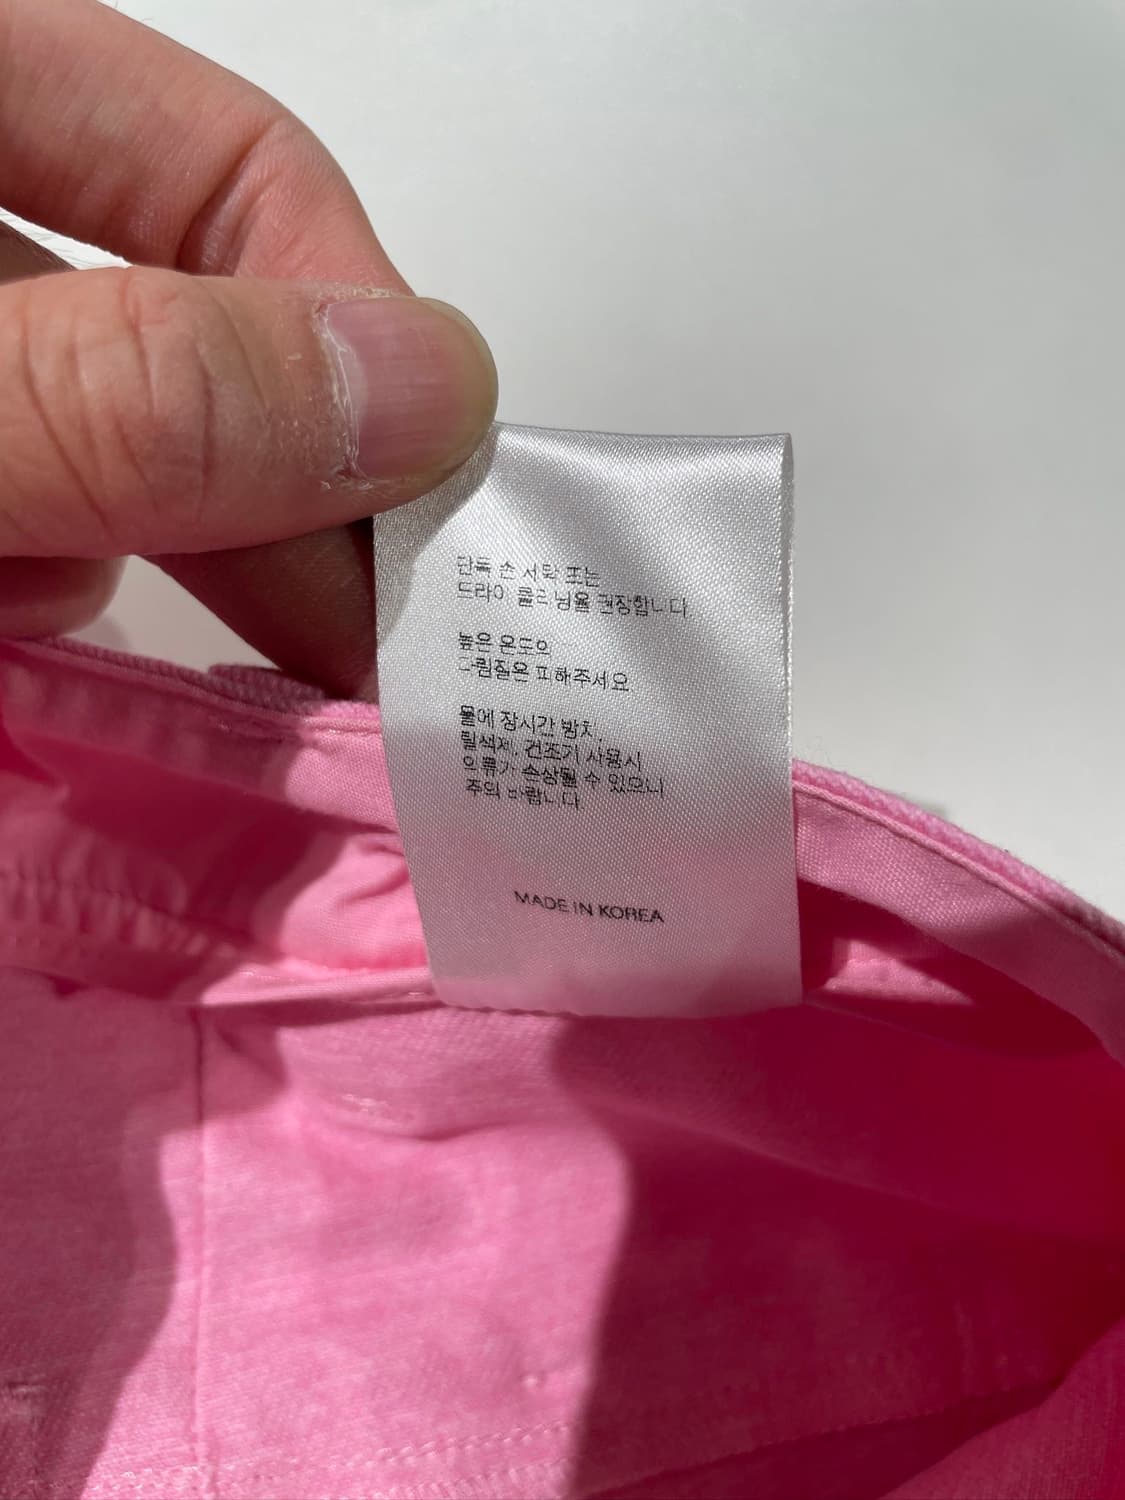 단독 손 세탁 또는
드라이 클리닝을 권장합니다.
높은 온도의
다림질은 피해주세요.
물에 장시간 방치,
탈색제, 건조기 사용시
의류가 손상될 수 있으니
주의 바랍니다.
MADE IN KOREA